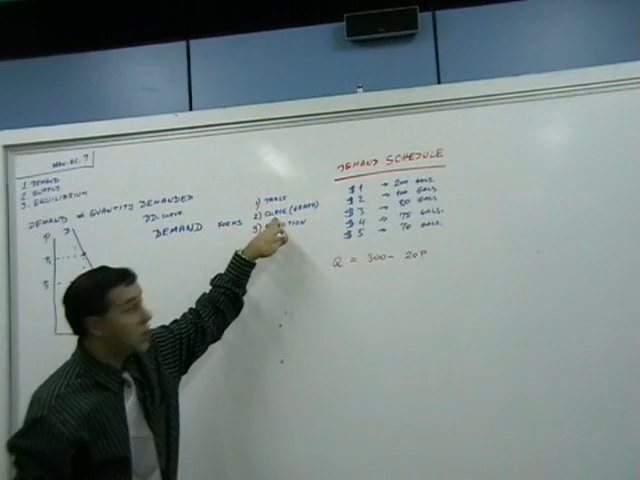 1 DEMAND
2 SUPPLY
3. EQUILIBRIUM
DEMAND ≠ QUANTITY DEMANDED
DD. CURVE
P D
DEMAND FORMS
1) TABLE
2) CURVE (GRAPH)
3)
DEMAND SCHEDULE
$1 → 200 GALS.
$2 → 100 GALS.
$3 → 80 GALS.
$4 → 75 GALS.
$5 → 70 GALS.
Q = 300 - 20P